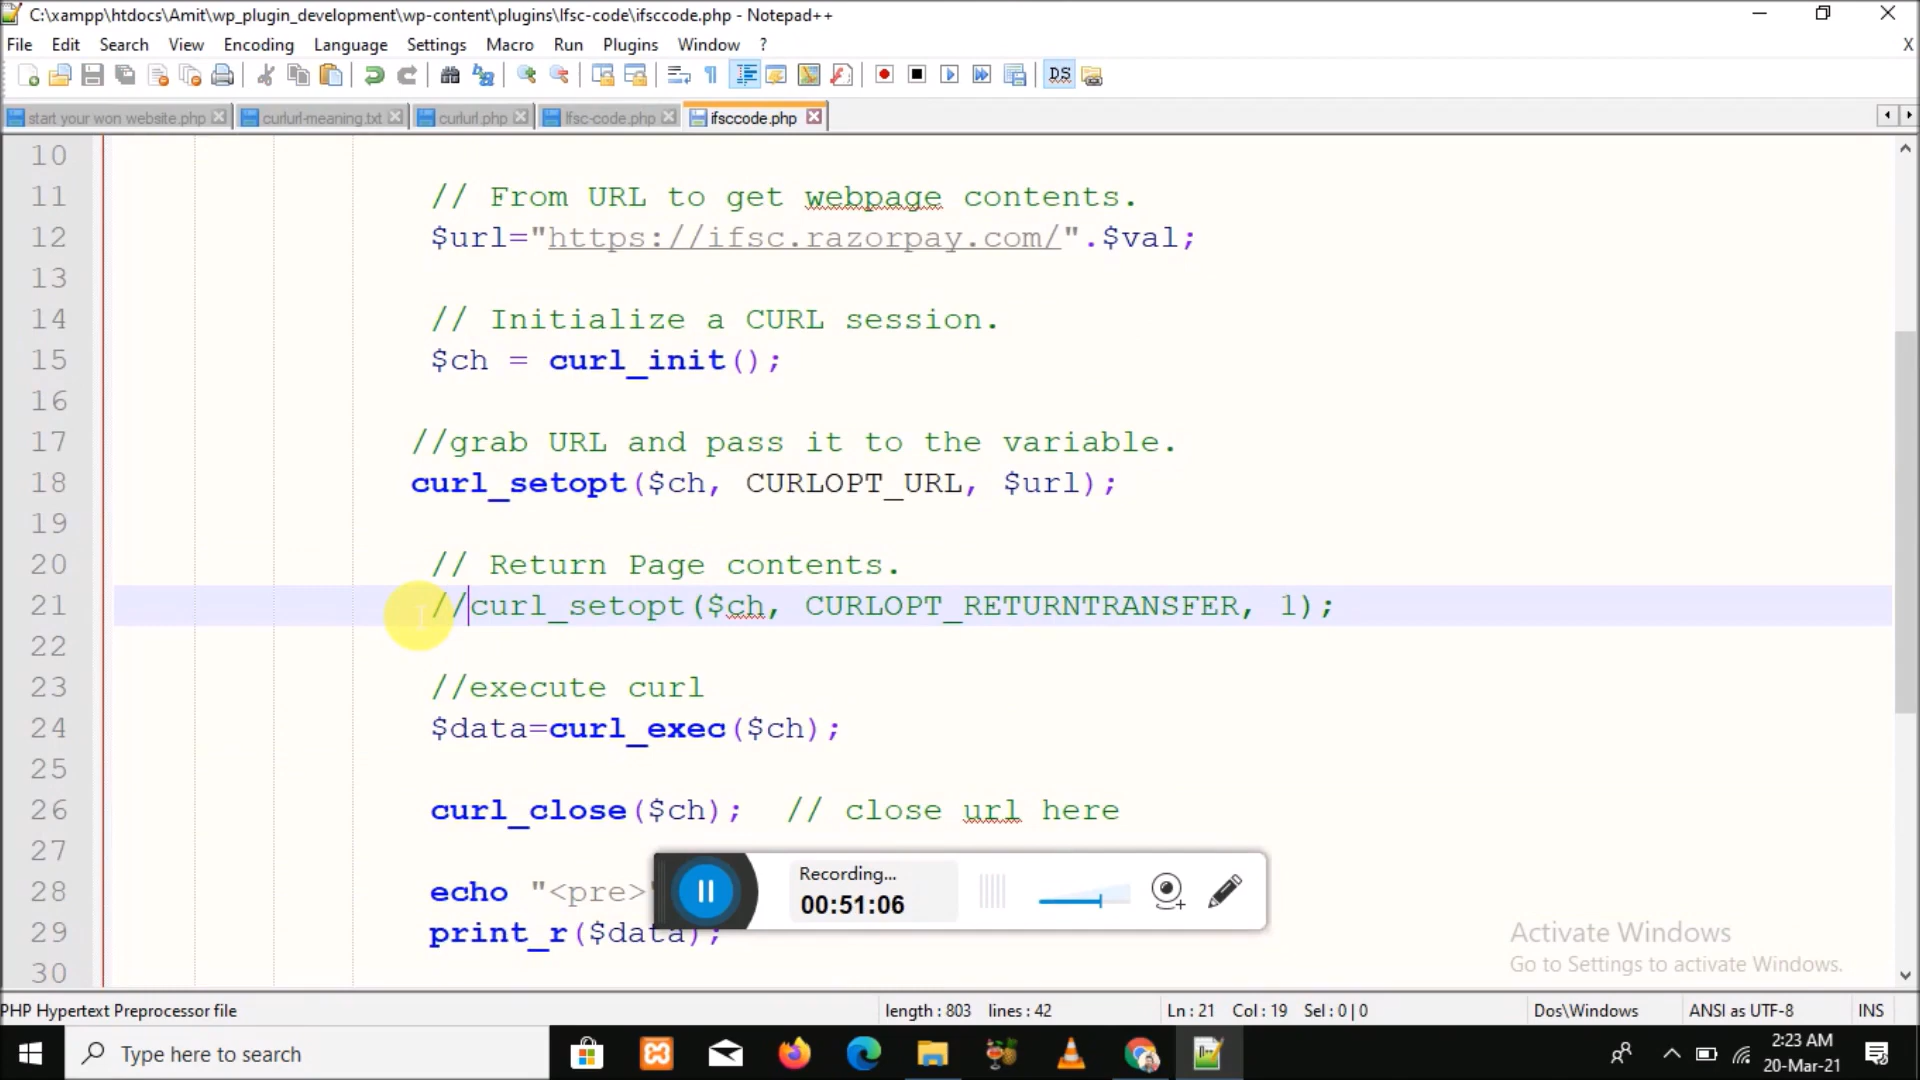 C:\xampp\htdocs\Amit\wp_plugin_development\wp-content\plugins\Ifsc-code\ifsccode.php - Notepad++
File Edit Search View Encoding Language Settings Macro Run Plugins Window ? X
start your won website.php curlurl-meaning.txt curlurl.php Ifsc-code.php ifsccode.php
10
11 // From URL to get webpage contents.
12 $url="https://ifsc.razorpay.com/".$val;
13
14 // Initialize a CURL session.
15 $ch = curl_init();
16
17 //grab URL and pass it to the variable.
18 curl_setopt($ch, CURLOPT_URL, $url);
19
20 // Return Page contents.
21 //curl_setopt($ch, CURLOPT_RETURNTRANSFER, 1);
22
23 //execute curl
24 $data=curl_exec($ch);
25
26 curl_close($ch); // close url here
27
28 echo "<pre>
29 print_r($data);
30
Recording...
00:51:06
Activate Windows
Go to Settings to activate Windows.
PHP Hypertext Preprocessor file length : 803 lines : 42 Ln : 21 Col : 19 Sel : 0 | 0 Dos\Windows ANSI as UTF-8 INS
Type here to search
2:23 AM
20-Mar-21